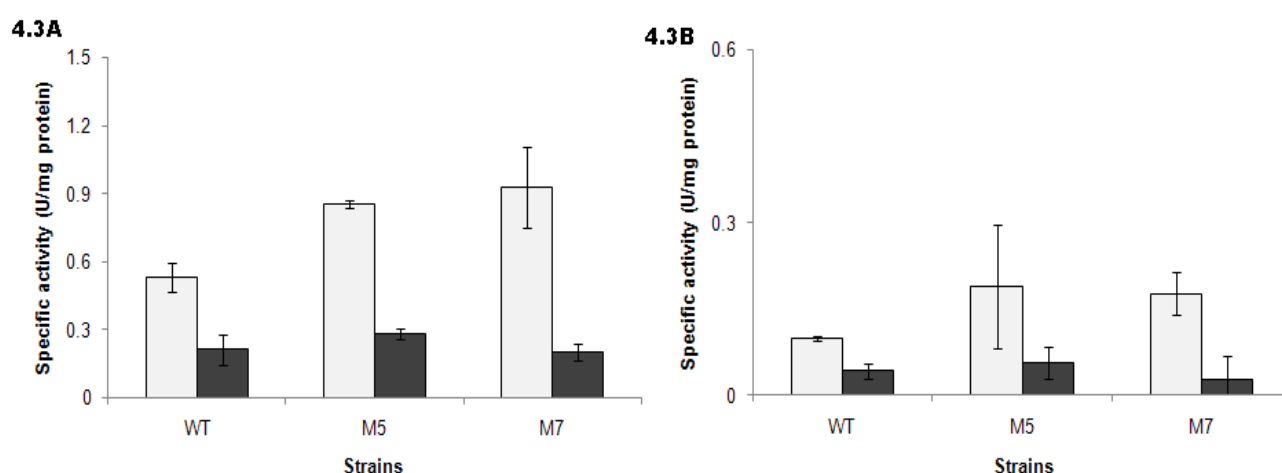 4.3A
Specific activity (U/mg protein)
1.5
1.2
0.9
0.6
0.3
0
WT M5 M7
Strains
4.3B
Specific activity (U/mg protein)
0.6
0.3
0
WT M5 M7
Strains